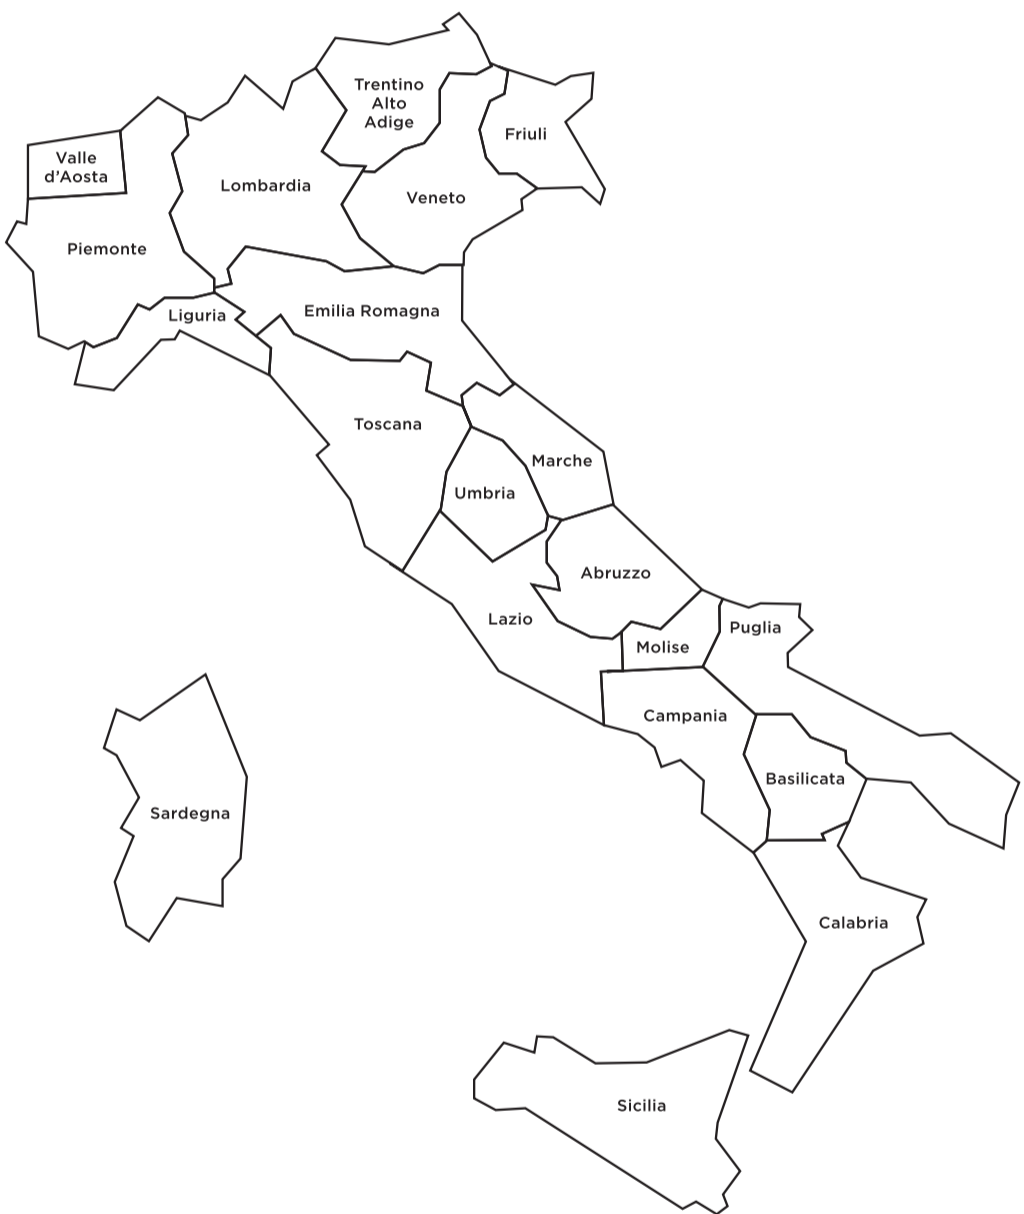 Trentino
Alto
Adige
Friuli
Valle
d'Aosta
Lombardia
Veneto
Piemonte
Liguria
Emilia Romagna
Toscana
Marche
Umbria
Abruzzo
Lazio
Puglia
Molise
Campania
Basilicata
Sardegna
Calabria
Sicilia